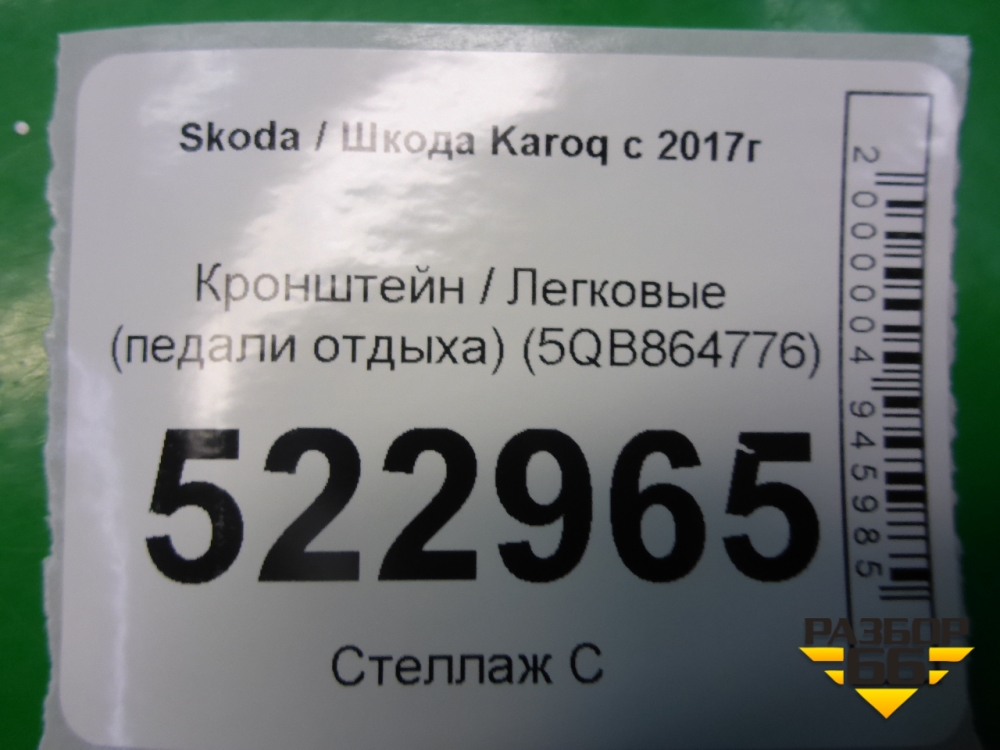 Skoda / Шкода Karoq с 2017г
Кронштейн / Легковые
(педали отдыха) (5QB864776)
522965
Стеллаж С
2000004945985
РАЗБОР
66